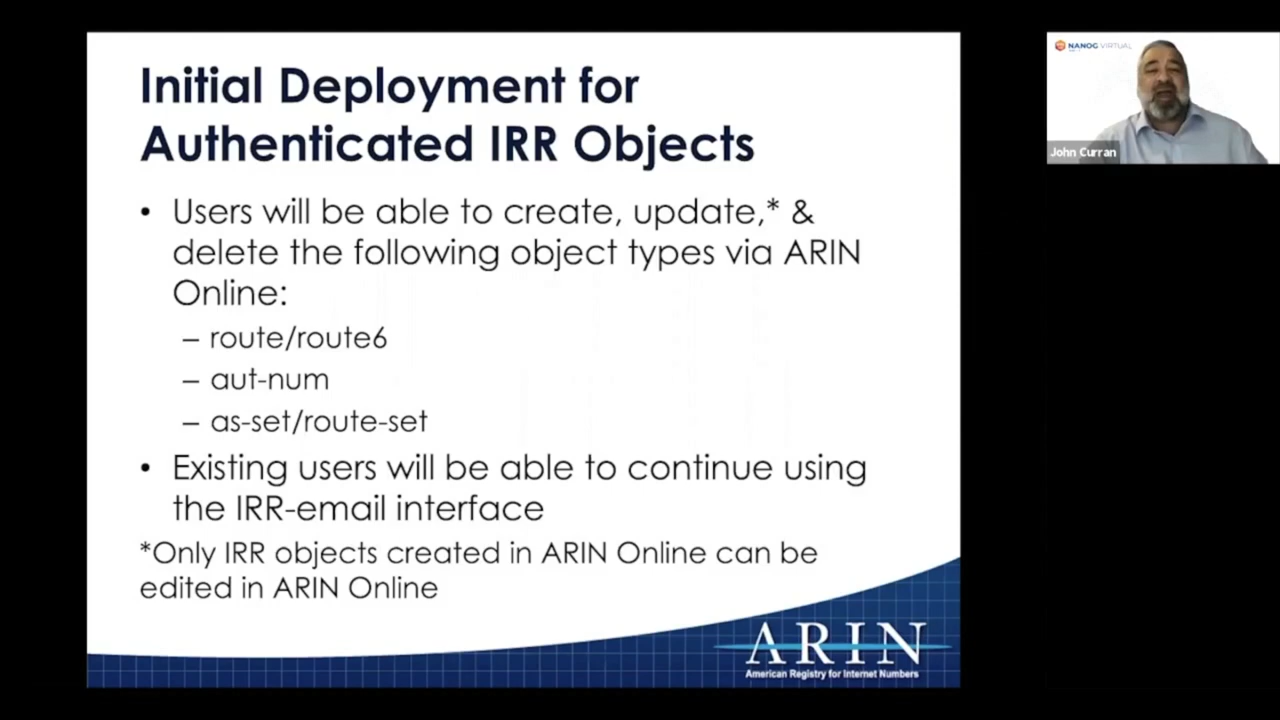 Initial Deployment for
Authenticated IRR Objects
• Users will be able to create, update,* &
delete the following object types via ARIN
Online:
– route/route6
– aut-num
– as-set/route-set
• Existing users will be able to continue using
the IRR-email interface
*Only IRR objects created in ARIN Online can be
edited in ARIN Online
ARIN
American Registry for Internet Numbers
NANOG VIRTUAL
John Curran